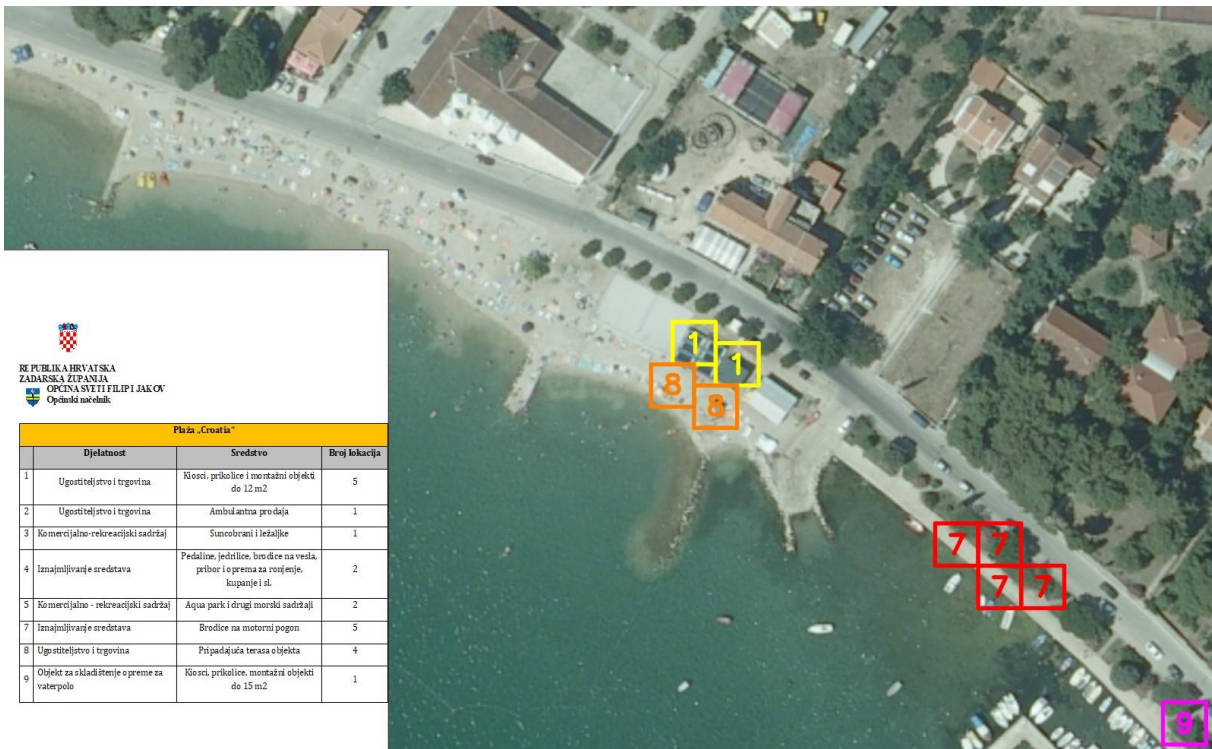 1
1
8
8
7 7
7 7
9
REPUBLIKA HRVATSKA
ZADARSKA ŽUPANIJA
OPĆINA SVETI FILIP I JAKOV
Općinski načelnik
Plaža „Croatia“
Djelatnost Sredstvo Broj lokacija
1 Ugostiteljstvo i trgovina Kiosci, prikolice i montažni objekti
do 12 m2 5
2 Ugostiteljstvo i trgovina Ambulantna prodaja 1
3 Komercijalno-rekreacijski sadržaj Suncobrani i ležaljke 1
4 Iznajmljivanje sredstava Pedaline, jedrilice, brodice na vesla,
pribor i oprema za ronjenje,
kupanje i sl. 2
5 Komercijalno - rekreacijski sadržaj Aqua park i drugi morski sadržaji 2
7 Iznajmljivanje sredstava Brodice na motorni pogon 5
8 Ugostiteljstvo i trgovina Pripadajuća terasa objekta 4
9 Objekt za skladištenje opreme za
vaterpolo Kiosci, prikolice, montažni objekti
do 15 m2 1